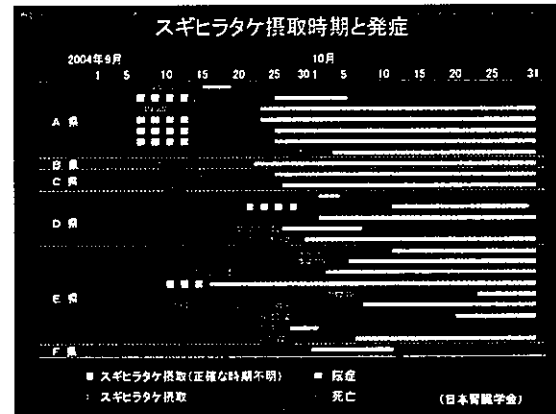 スギヒラタケ摂取時期と発症
2004年9月 10月
1 5 10 15 20 25 30 1 5 10 15 20 25 31
A 県
B 県
C 県
D 県
E 県
F 県
スギヒラタケ摂取(正確な時期不明) 脳症
スギヒラタケ摂取 死亡
(日本腎臓学会)